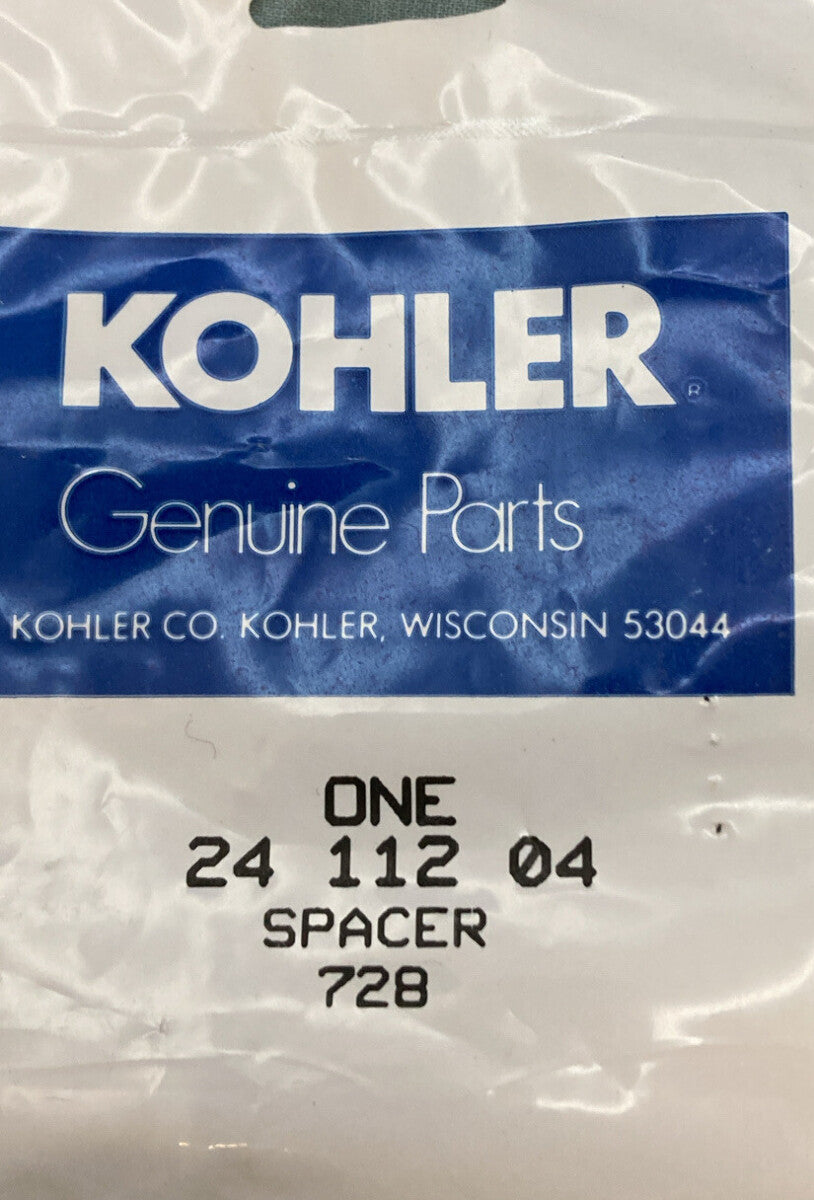 KOHLER ®
Genuine Parts
KOHLER CO. KOHLER, WISCONSIN 53044
ONE
24 112 04
SPACER
728